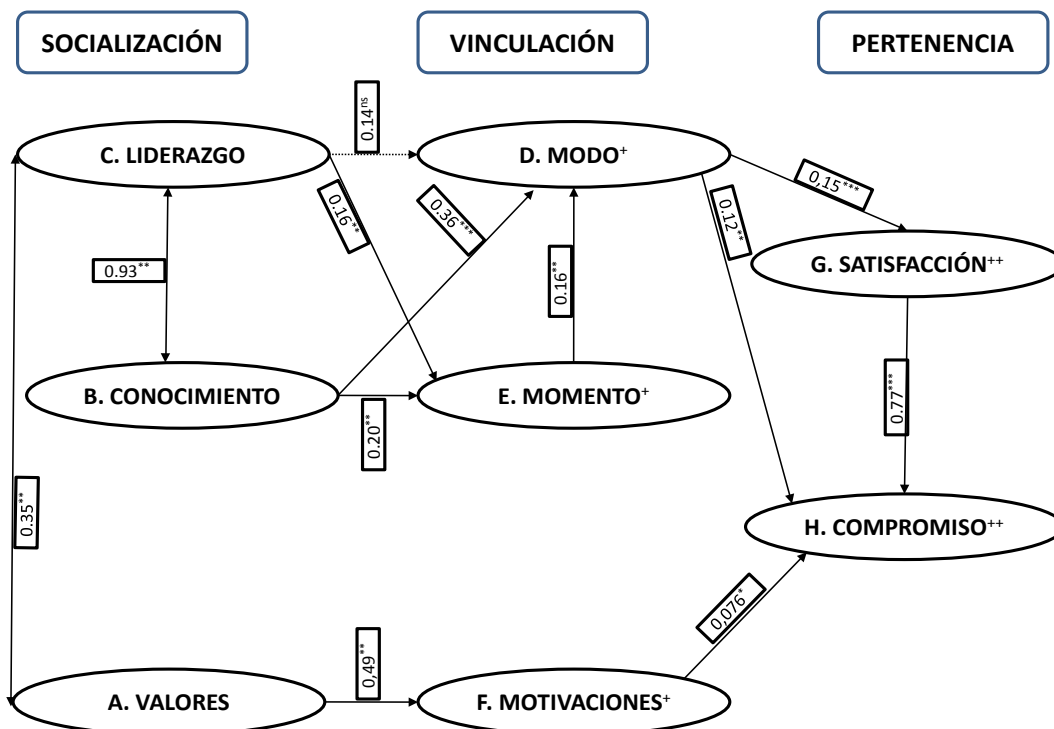 SOCIALIZACIÓN
VINCULACIÓN
PERTENENCIA
0.14ns
C. LIDERAZGO
D. MODO+
0.16**
0.36***
0.12**
0,15***
G. SATISFACCIÓN++
0.93**
0.16**
B. CONOCIMIENTO
E. MOMENTO+
0.77***
0.20**
0.35**
H. COMPROMISO++
0,076*
0,49**
A. VALORES
F. MOTIVACIONES+